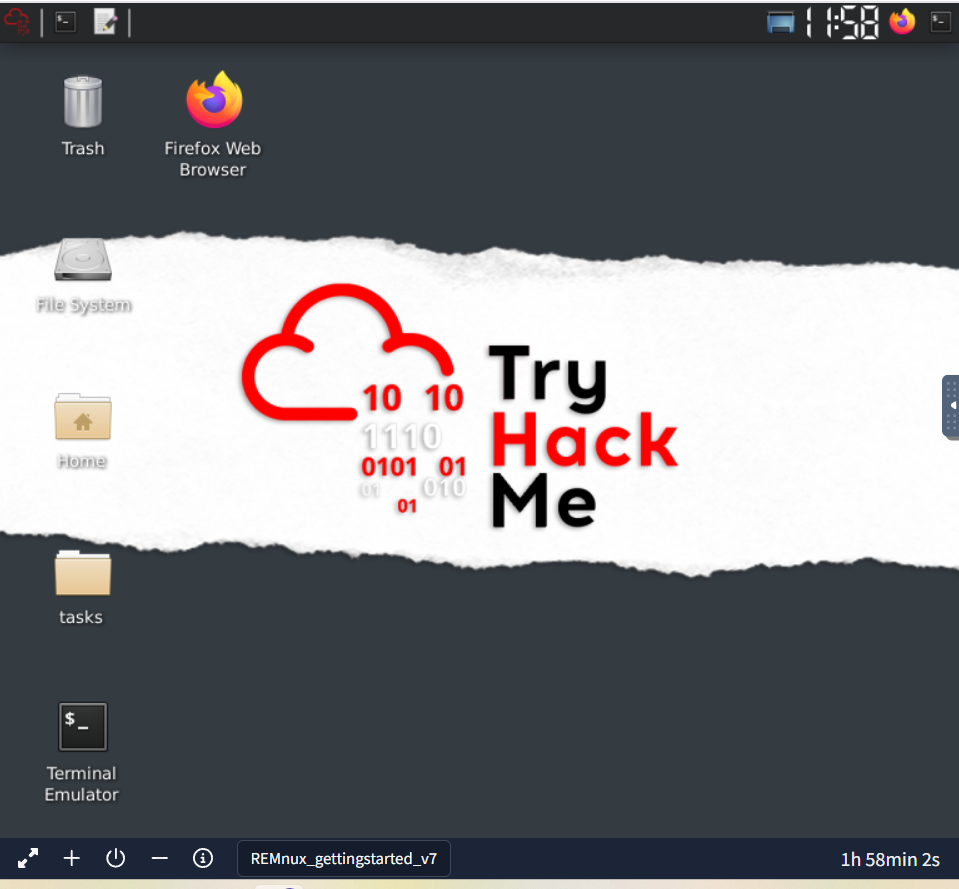 11:58
Trash
Firefox Web
Browser
File System
Home
10 10
1110
0101 01
01 010
01
Try
Hack
Me
tasks
$_
Terminal
Emulator
REMnux_gettingstarted_v7
1h 58min 2s